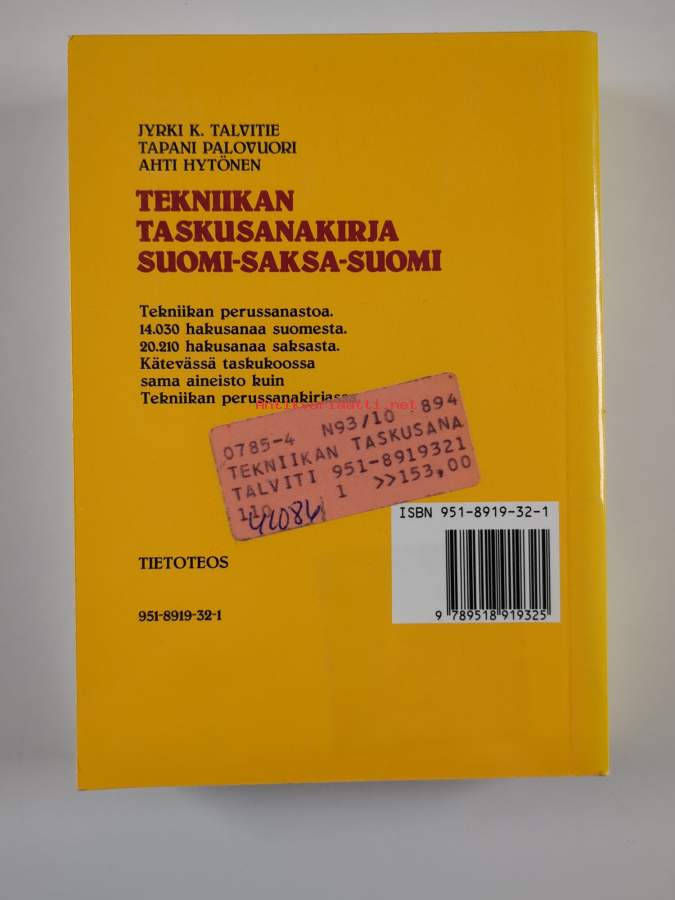 JYRKI K. TALVITIE
TAPANI PALOVUORI
AHTI HYTÖNEN
TEKNIIKAN
TASKUSANAKIRJA
SUOMI-SAKSA-SUOMI
Tekniikan perussanastoa.
14.030 hakusanaa suomesta.
20.210 hakusanaa saksasta.
Kätevässä taskukoossa
sama aineisto kuin
Tekniikan perussanakirjassa.
Antikvariaatti.net
0785-4 N93/10 894
TEKNIIKAN TASKUSANA
TALVITI 951-8919321
1 >>153,00
ISBN 951-8919-32-1
9 789518 919325
TIETOTEOS
951-8919-32-1